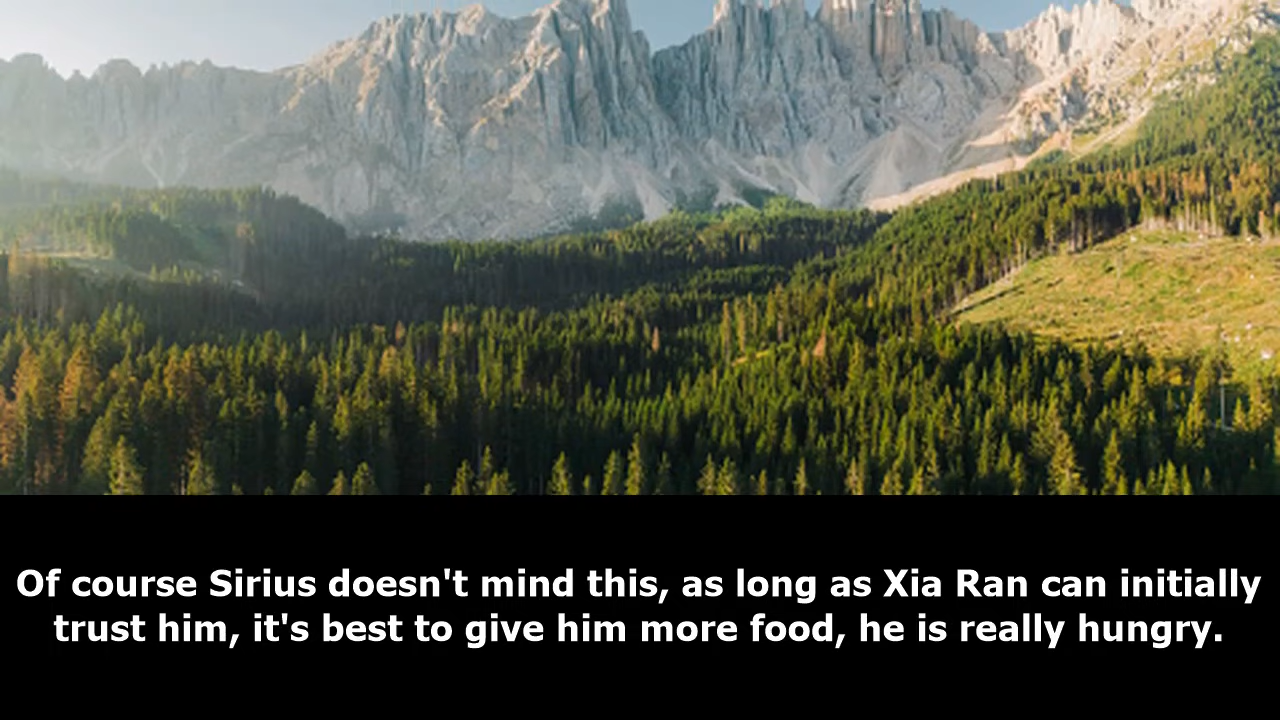 Of course Sirius doesn't mind this, as long as Xia Ran can initially
trust him, it's best to give him more food, he is really hungry.